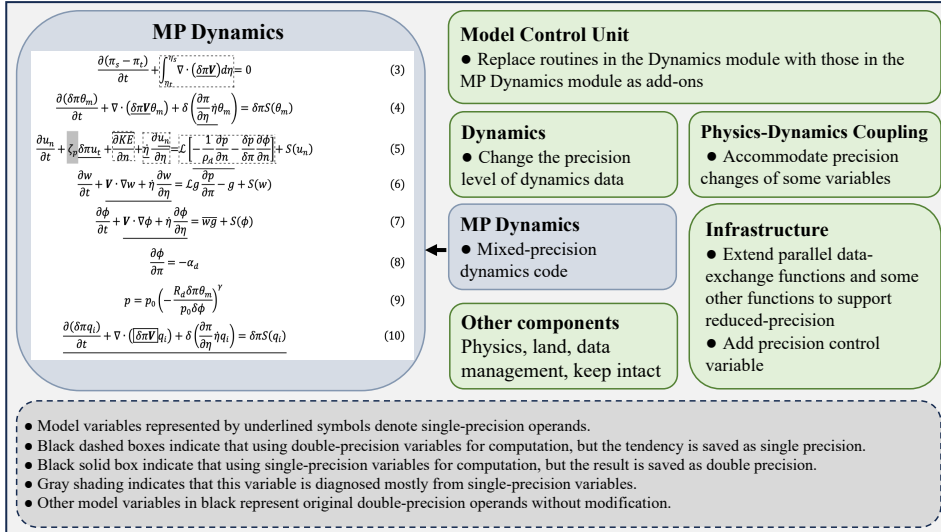 MP Dynamics
∂(π_s − π_t)/∂t + ∫_{η_t}^{η_s} ∇ · (δπV)dη = 0 (3)
∂(δπθ_m)/∂t + ∇ · (δπVθ_m) + δ(∂π/∂η η̇θ_m) = δπS(θ_m) (4)
∂u_n/∂t + ζ_p δπu_t + ∂KE/∂n + η̇ ∂u_n/∂η = ℒ[−1/ρ_d ∂p/∂n − δp/δπ ∂ϕ/∂n] + S(u_n) (5)
∂w/∂t + V · ∇w + η̇ ∂w/∂η = ℒg ∂p/∂π − g + S(w) (6)
∂ϕ/∂t + V · ∇ϕ + η̇ ∂ϕ/∂η = wg + S(ϕ) (7)
∂ϕ/∂π = −α_d (8)
p = p_0 (−R_d δπθ_m / p_0 δϕ)^γ (9)
∂(δπq_i)/∂t + ∇ · (δπV q_i) + δ(∂π/∂η η̇q_i) = δπS(q_i) (10)
Model Control Unit
● Replace routines in the Dynamics module with those in
the MP Dynamics module as add-ons
Dynamics
● Change the precision
level of dynamics data
Physics-Dynamics Coupling
● Accommodate precision
changes of some variables
MP Dynamics
● Mixed-precision
dynamics code
Infrastructure
● Extend parallel data-
exchange functions and some
other functions to support
reduced-precision
● Add precision control
variable
Other components
Physics, land, data
management, keep intact
● Model variables represented by underlined symbols denote single-precision operands.
● Black dashed boxes indicate that using double-precision variables for computation, but the tendency is saved as single precision.
● Black solid box indicate that using single-precision variables for computation, but the result is saved as double precision.
● Gray shading indicates that this variable is diagnosed mostly from single-precision variables.
● Other model variables in black represent original double-precision operands without modification.